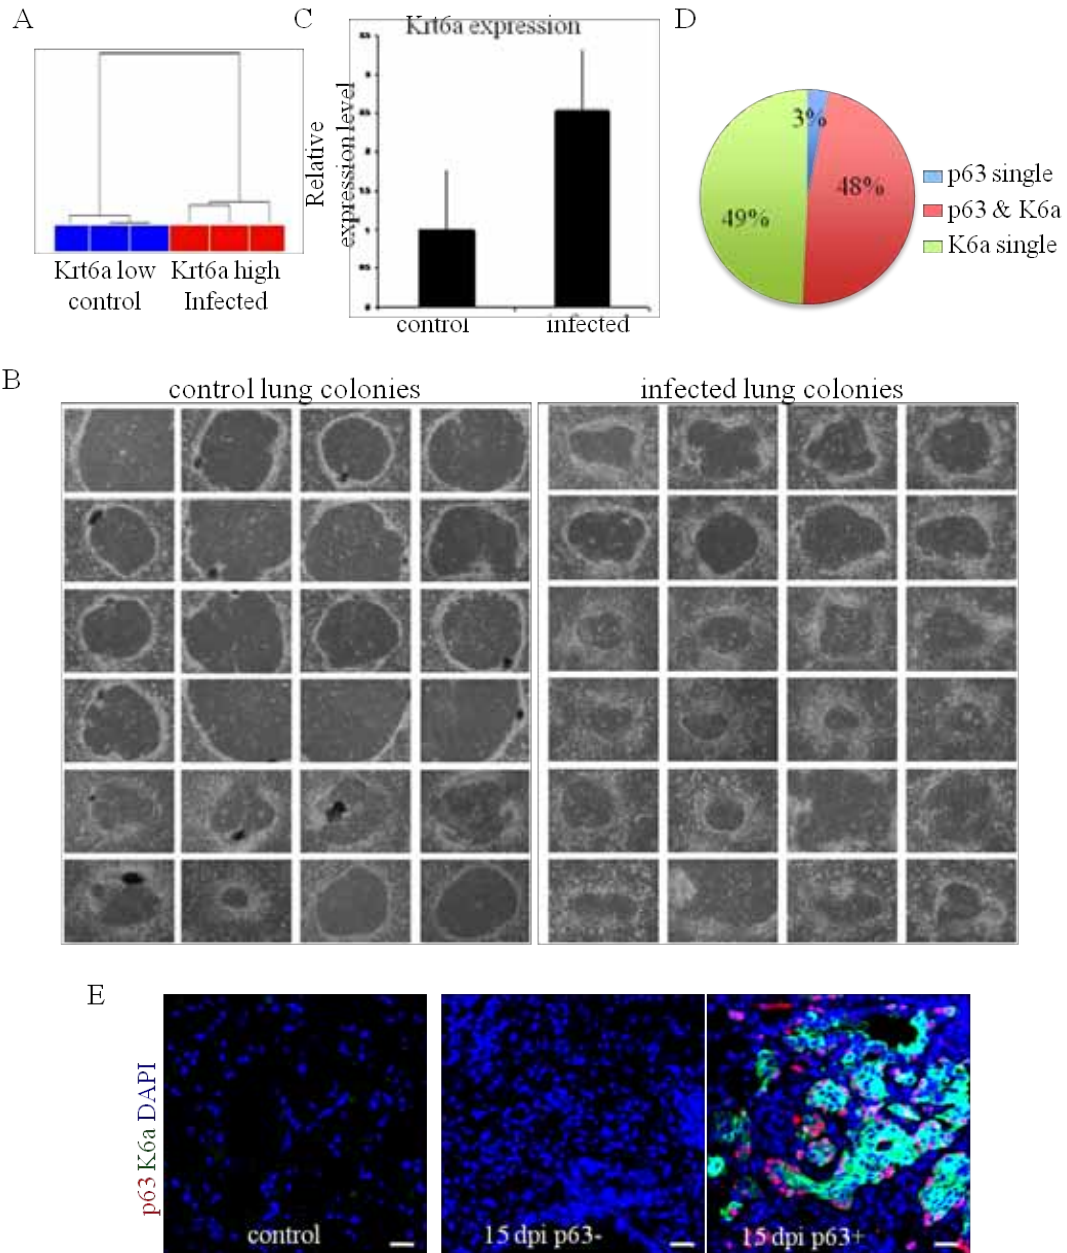 A
Krt6a low
control
Krt6a high
Infected
C
Krt6a expression
Relative
expression level
control
infected
D
3%
48%
49%
p63 single
p63 & K6a
K6a single
B
control lung colonies
infected lung colonies
E
p63 K6a DAPI
control
15 dpi p63-
15 dpi p63+